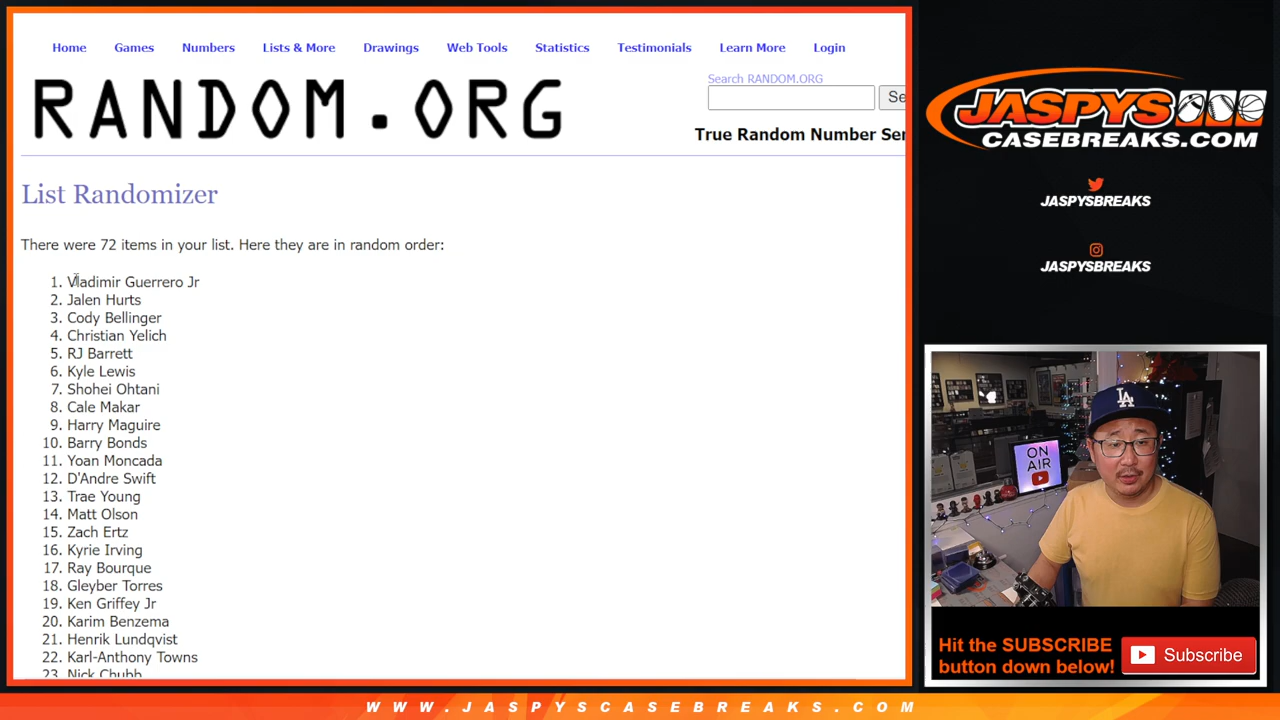 Home Games Numbers Lists & More Drawings Web Tools Statistics Testimonials Learn More Login
Search RANDOM.ORG
RANDOM.ORG
Se
True Random Number Ser
List Randomizer
There were 72 items in your list. Here they are in random order:
1. Vladimir Guerrero Jr
2. Jalen Hurts
3. Cody Bellinger
4. Christian Yelich
5. RJ Barrett
6. Kyle Lewis
7. Shohei Ohtani
8. Cale Makar
9. Harry Maguire
10. Barry Bonds
11. Yoan Moncada
12. D'Andre Swift
13. Trae Young
14. Matt Olson
15. Zach Ertz
16. Kyrie Irving
17. Ray Bourque
18. Gleyber Torres
19. Ken Griffey Jr
20. Karim Benzema
21. Henrik Lundqvist
22. Karl-Anthony Towns
23. Nick Chubb
JASPYS
CASEBREAKS.COM
JASPYSBREAKS
JASPYSBREAKS
LA
ON
AIR
Hit the SUBSCRIBE
button down below!
Subscribe
WWW.JASPYSCASEBREAKS.COM